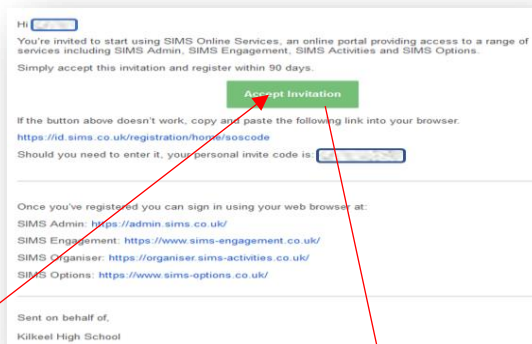 Hi
You're invited to start using SIMS Online Services, an online portal providing access to a range of
services including SIMS Admin, SIMS Engagement, SIMS Activities and SIMS Options.
Simply accept this invitation and register within 90 days.
Accept Invitation
If the button above doesn't work, copy and paste the following link into your browser.
https://id.sims.co.uk/registration/home/soscode
Should you need to enter it, your personal invite code is:
Once you've registered you can sign in using your web browser at:
SIMS Admin: https://admin.sims.co.uk/
SIMS Engagement: https://www.sims-engagement.co.uk/
SIMS Organiser: https://organiser.sims-activities.co.uk/
SIMS Options: https://www.sims-options.co.uk/
Sent on behalf of,
Kilkeel High School